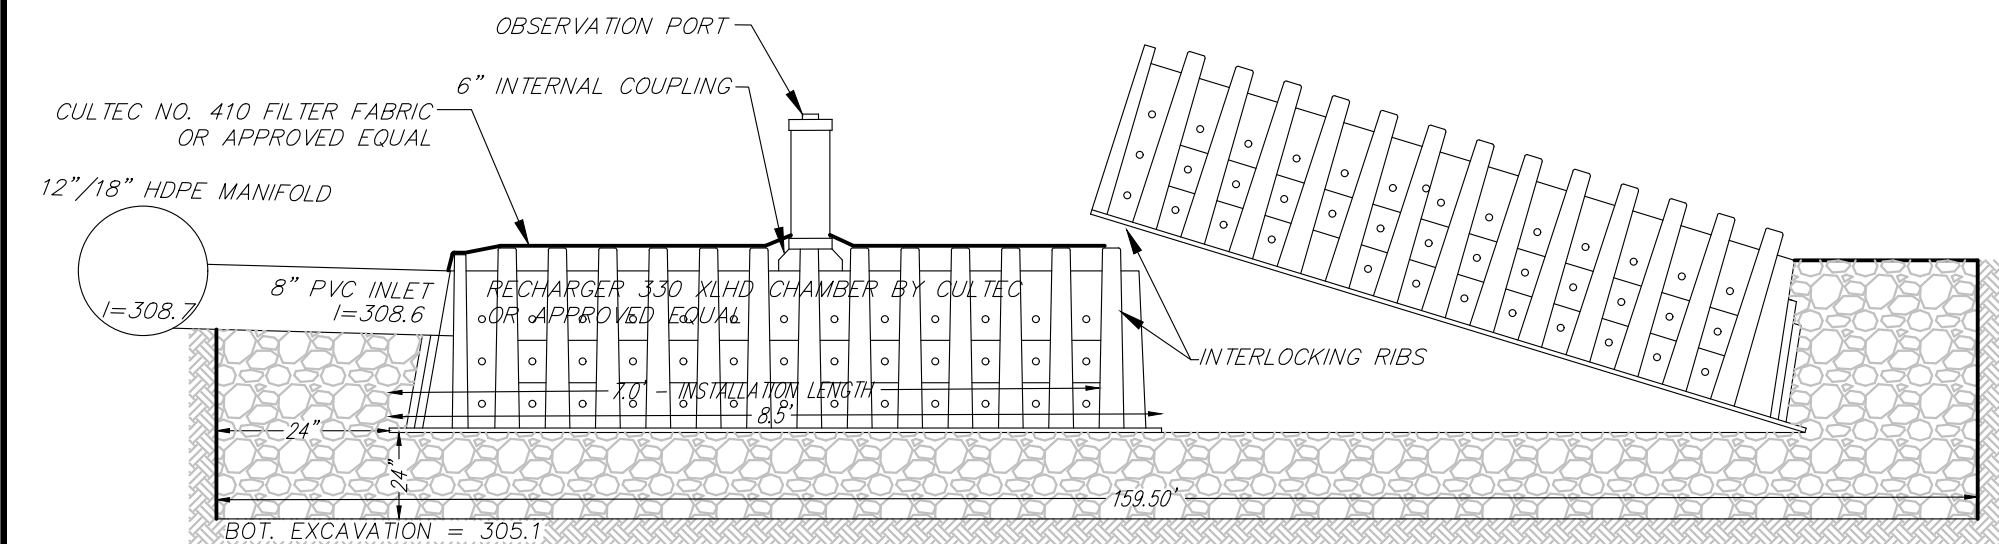 OBSERVATION PORT
6" INTERNAL COUPLING
CULTEC NO. 410 FILTER FABRIC
OR APPROVED EQUAL
12"/18" HDPE MANIFOLD
I=308.7
8" PVC INLET
I=308.6
RECHARGER 330 XLHD CHAMBER BY CULTEC
OR APPROVED EQUAL
INTERLOCKING RIBS
7.0' - INSTALLATION LENGTH
8.5'
24"
24"
159.50'
BOT. EXCAVATION = 305.1